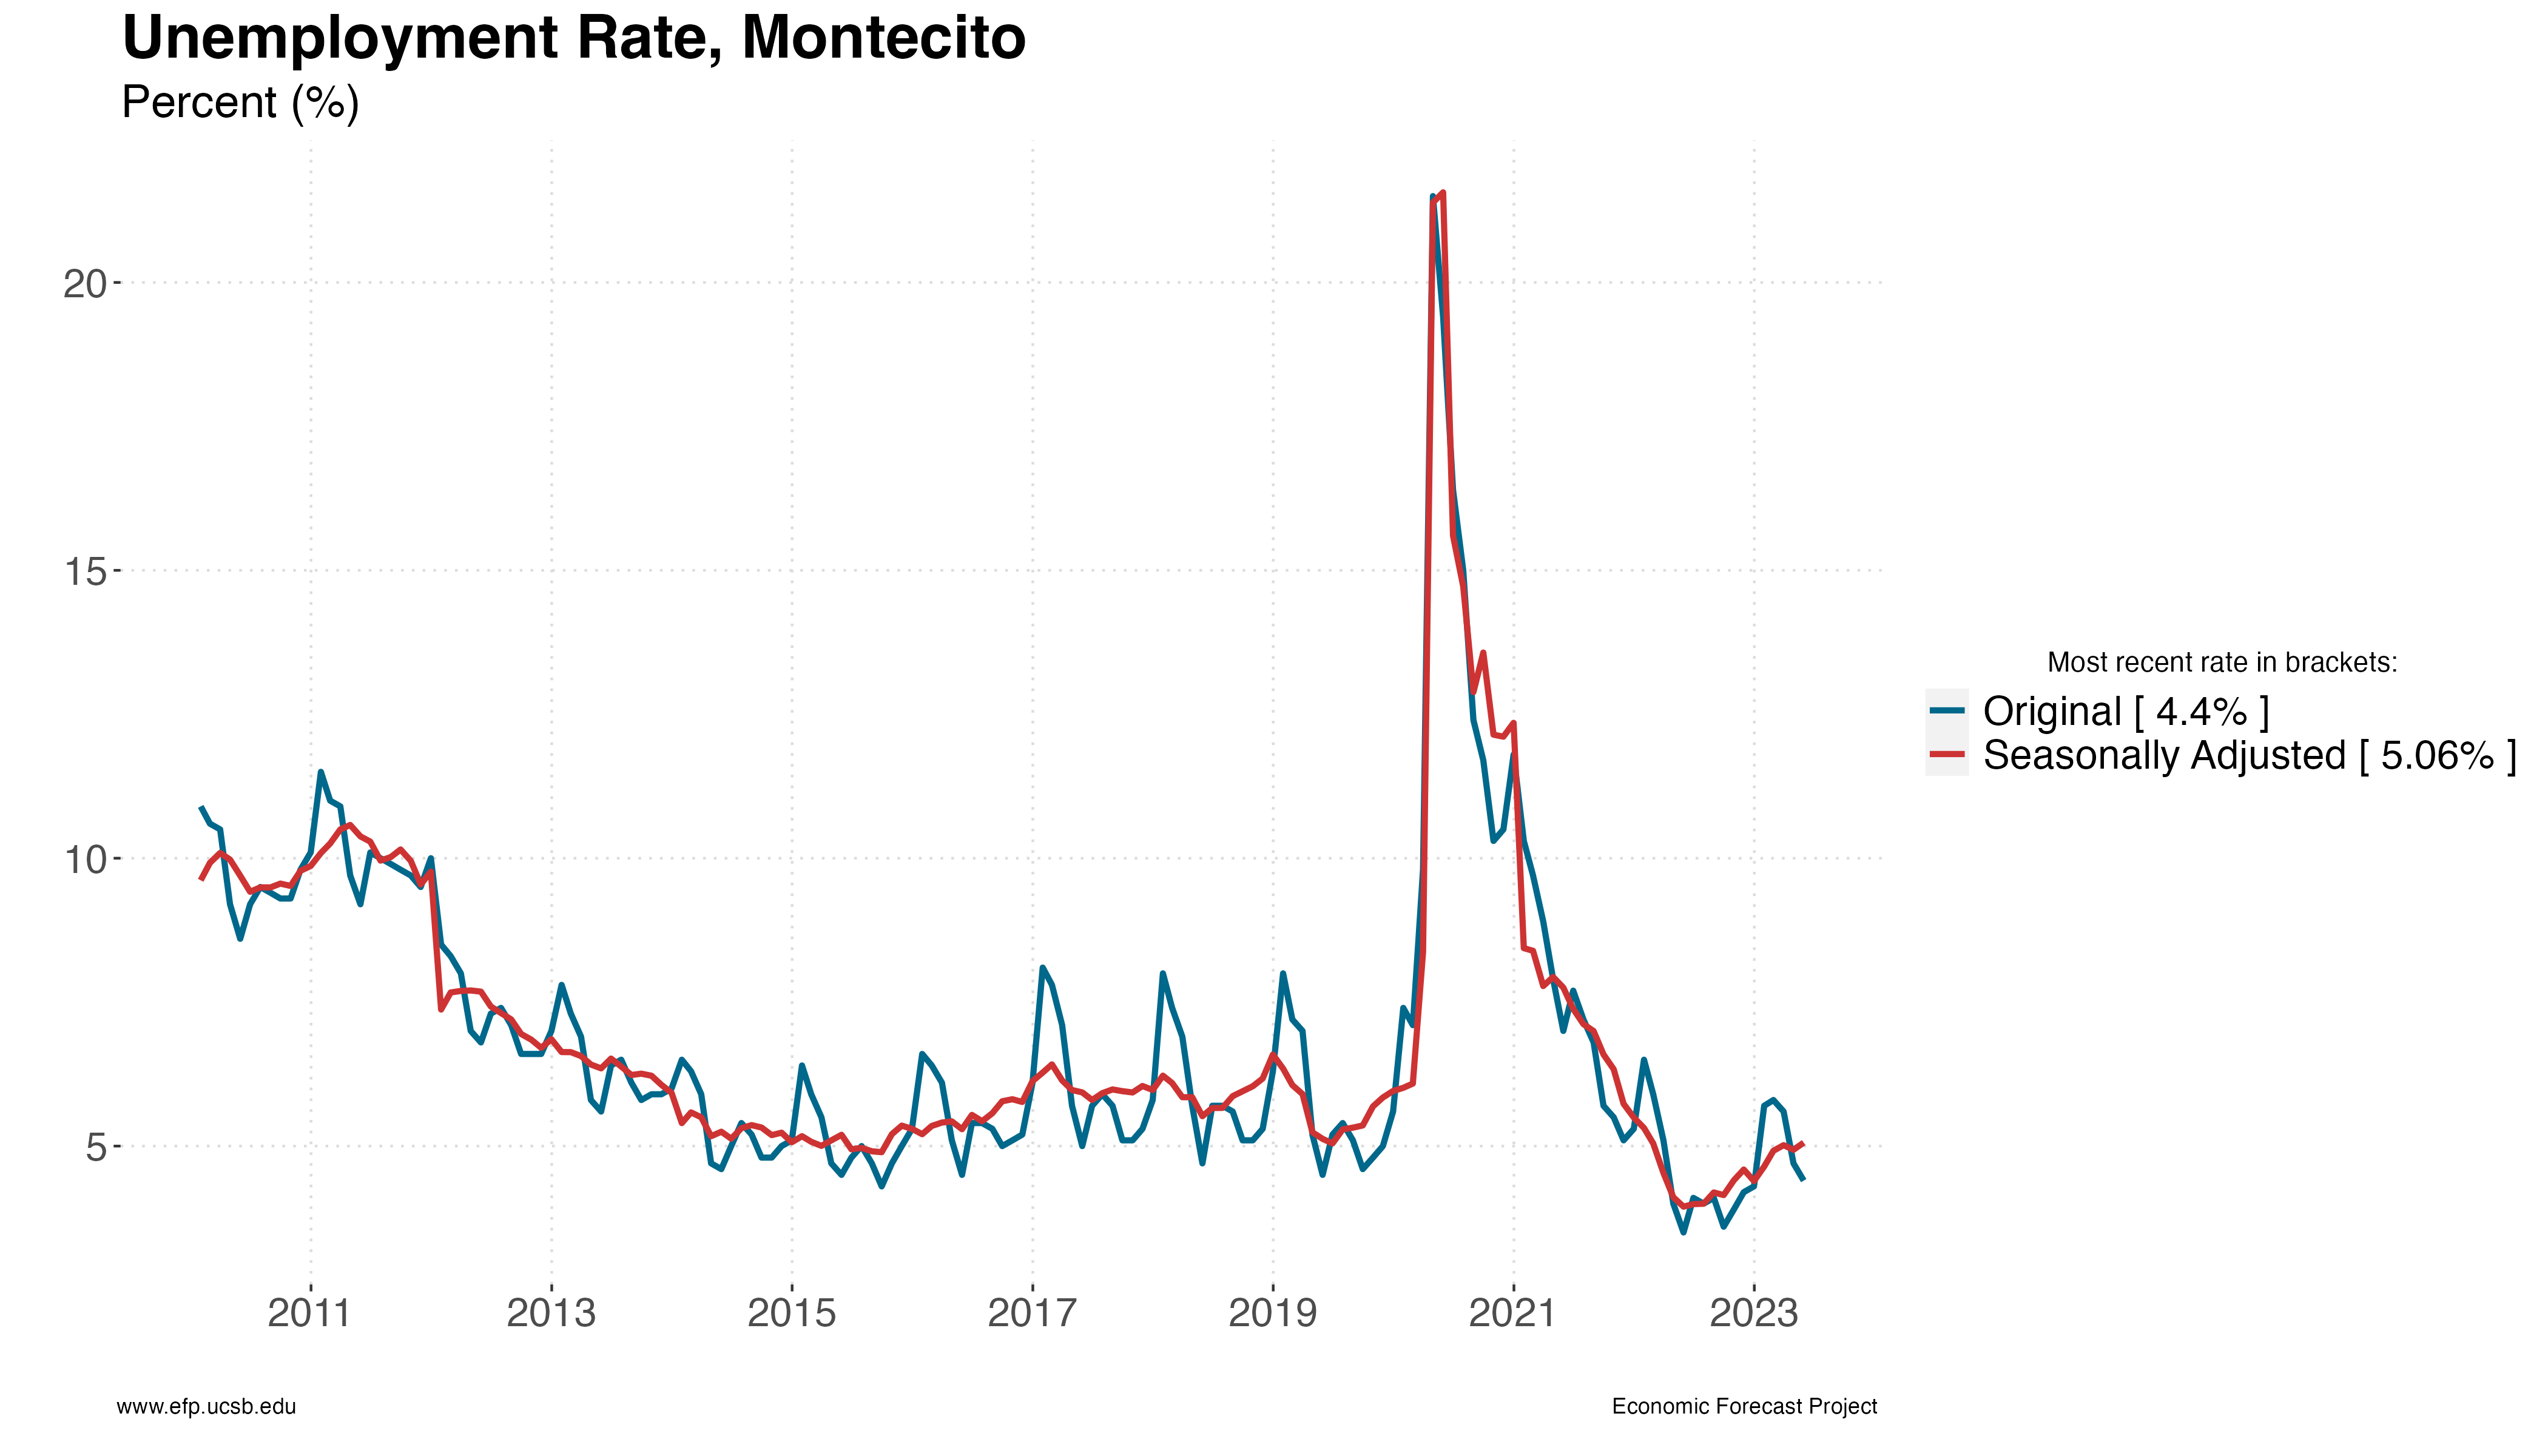 Unemployment Rate, Montecito
Percent (%)
20
15
10
5
2011 2013 2015 2017 2019 2021 2023
Most recent rate in brackets:
Original [ 4.4% ]
Seasonally Adjusted [ 5.06% ]
www.efp.ucsb.edu
Economic Forecast Project